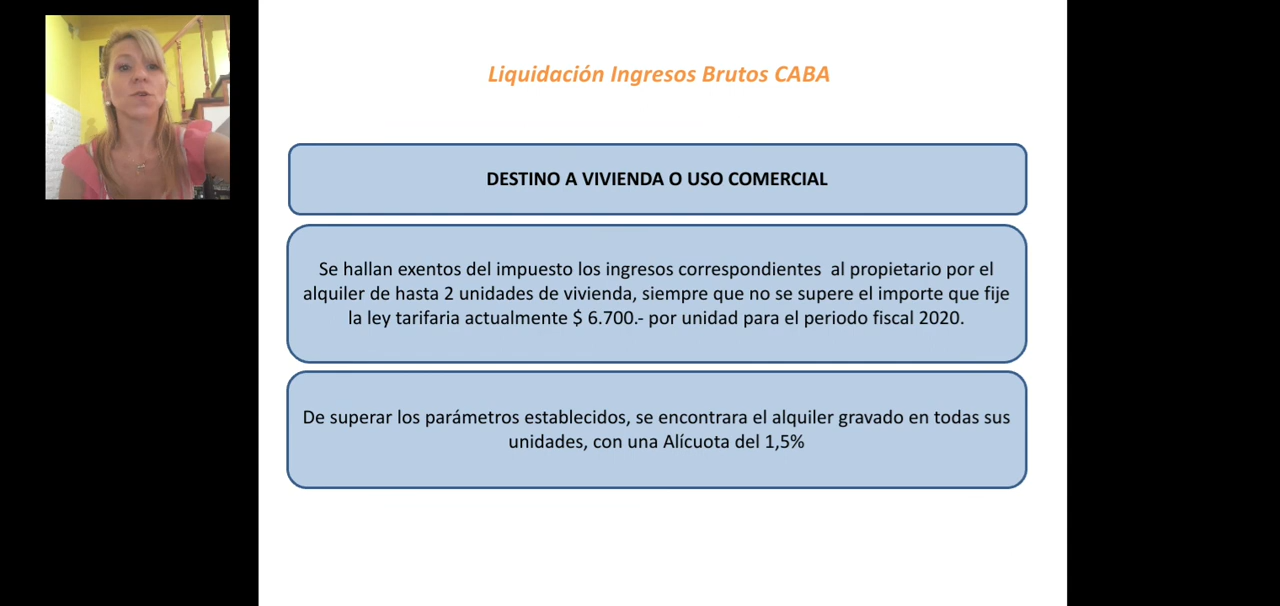 Liquidación Ingresos Brutos CABA
DESTINO A VIVIENDA O USO COMERCIAL
Se hallan exentos del impuesto los ingresos correspondientes al propietario por el
alquiler de hasta 2 unidades de vivienda, siempre que no se supere el importe que fije
la ley tarifaria actualmente $ 6.700.- por unidad para el periodo fiscal 2020.
De superar los parámetros establecidos, se encontrara el alquiler gravado en todas sus
unidades, con una Alícuota del 1,5%